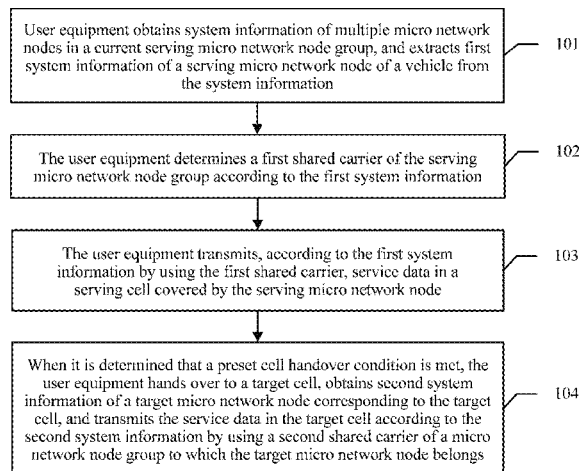 User equipment obtains system information of multiple micro network
nodes in a current serving micro network node group, and extracts first
system information of a serving micro network node of a vehicle from
the system information
101
The user equipment determines a first shared carrier of the serving
micro network node group according to the first system information
102
The user equipment transmits, according to the first system
information by using the first shared carrier, service data in a
serving cell covered by the serving micro network node
103
When it is determined that a preset cell handover condition is met, the
user equipment hands over to a target cell, obtains second system
information of a target micro network node corresponding to the target
cell, and transmits the service data in the target cell according to the
second system information by using a second shared carrier of a micro
network node group to which the target micro network node belongs
104